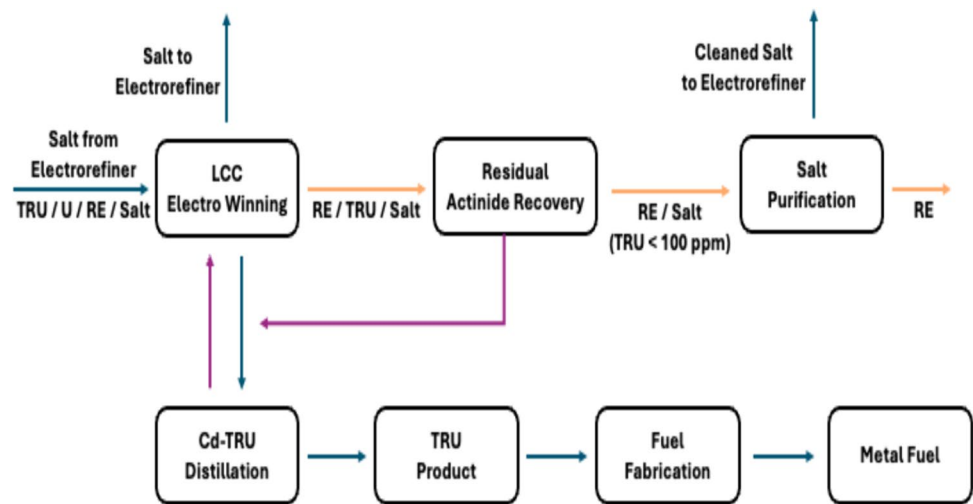 Salt to
Electrorefiner
Cleaned Salt
to Electrorefiner
Salt from
Electrorefiner
TRU / U / RE / Salt
LCC
Electro Winning
RE / TRU / Salt
Residual
Actinide Recovery
RE / Salt
(TRU < 100 ppm)
Salt
Purification
RE
Cd-TRU
Distillation
TRU
Product
Fuel
Fabrication
Metal Fuel